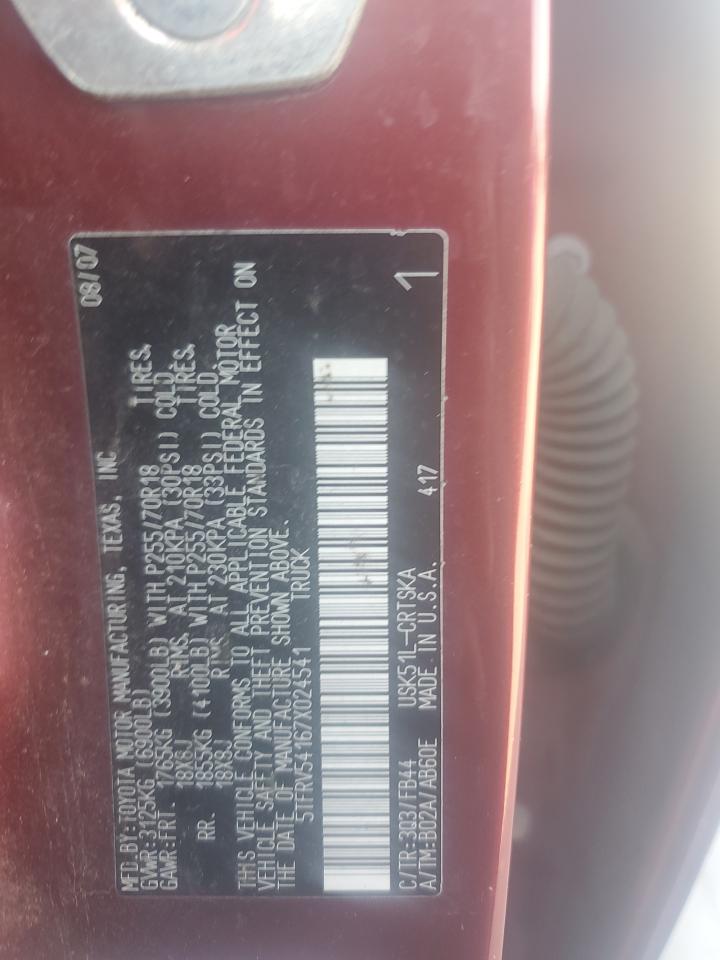 MFD.BY:TOYOTA MOTOR MANUFACTURING, TEXAS, INC 08/07
GVWR:3125KG (6900LB)
GAWR:FRT. 1765KG (3900LB) WITH P255/70R18 TIRES.
18X8J RIMS. AT 210KPA (30PSI) COLD.
RR. 1855KG (4100LB) WITH P255/70R18 TIRES.
18X8J RIMS AT 230KPA (33PSI) COLD.
THIS VEHICLE CONFORMS TO ALL APPLICABLE FEDERAL MOTOR
VEHICLE SAFETY AND THEFT PREVENTION STANDARDS IN EFFECT ON
THE DATE OF MANUFACTURE SHOWN ABOVE.
5TFRV54167X024541 TRUCK
C/TR:3Q3/FB44 USK51L-CRTSKA
A/TM:B02A/AB60E MADE IN U.S.A. 417 1